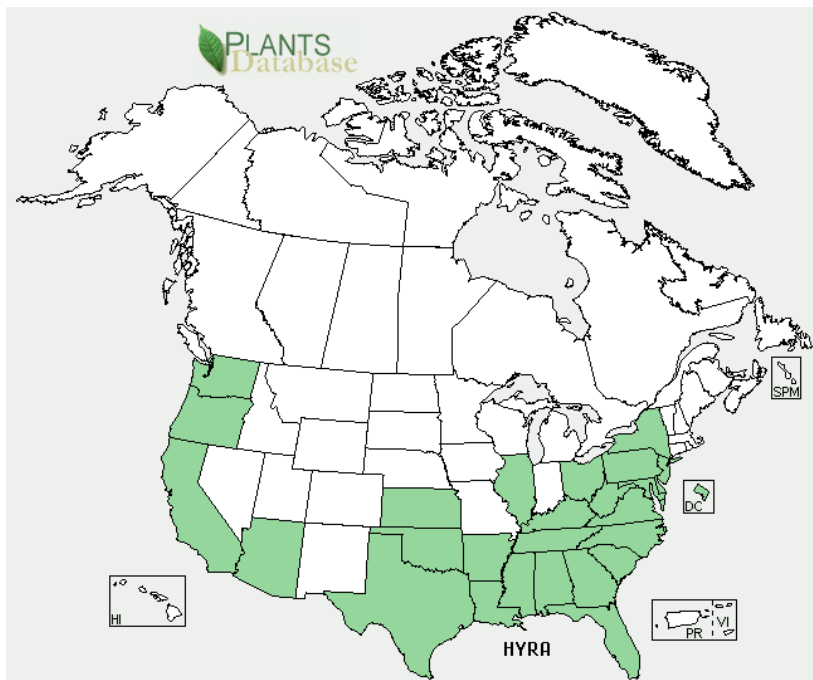 PLANTS
Database
SPM
DC
HI
PR
VI
HYRA